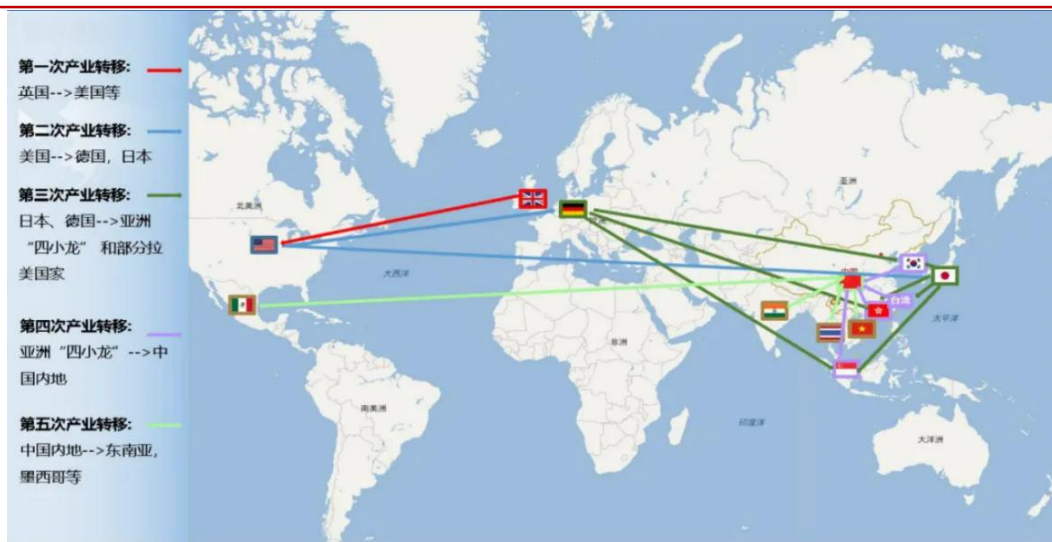 第一次产业转移:
英国-->美国等
第二次产业转移:
美国-->德国，日本
第三次产业转移:
日本、德国-->亚洲
“四小龙” 和部分拉
美国家
第四次产业转移:
亚洲“四小龙”-->中
国内地
第五次产业转移:
中国内地-->东南亚,
墨西哥等
北美洲
大西洋
南美洲
非洲
亚洲
台湾
太平洋
印度洋
大洋洲